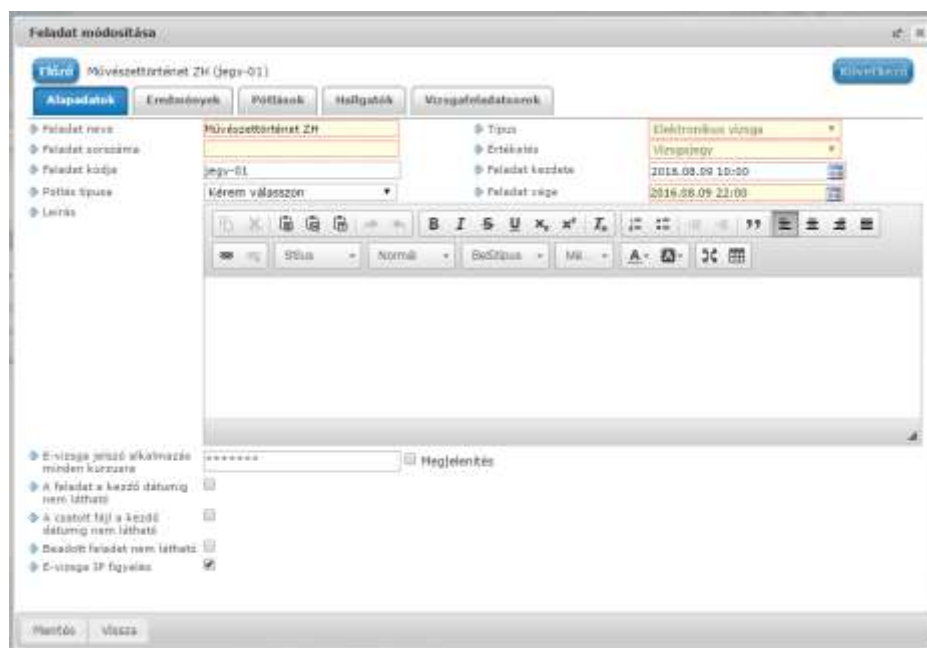 Feladat módosítása
Előző Művészettörténet ZH (jegy-01) Következő
Alapadatok Eredmények Pótlások Hallgatók Vizsgafeladatsorok
Feladat neve Művészettörténet ZH Típus Elektronikus vizsga
Feladat sorszáma Értékelés Vizsgajegy
Feladat kódja jegy-01 Feladat kezdete 2016.08.09 10:00
Pótlás típusa Kérem válasszon Feladat vége 2016.08.09 22:00
Leírás
B I S U x₂ x² Tₓ
Stílus Normál Betűtípus Mé... A A
E-vizsga jelszó alkalmazás minden kurzusra ******* Megjelenítés
A feladat a kezdő dátumig nem látható
A csatolt fájl a kezdő dátumig nem látható
Beadott feladat nem látható
E-vizsga IP figyelés
Mentés Vissza